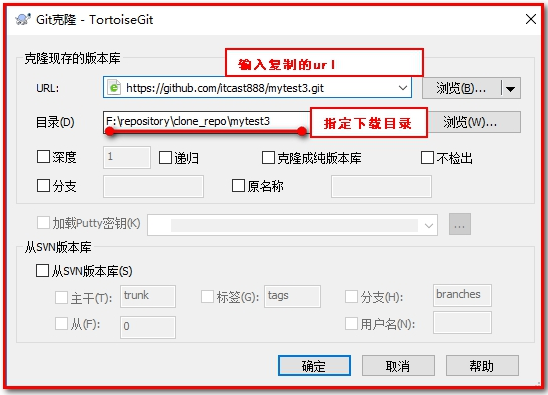 Git克隆 - TortoiseGit
克隆现存的版本库
输入复制的url
URL: https://github.com/itcast888/mytest3.git 浏览(B)...
目录(D) F:\repository\clone_repo\mytest3 指定下载目录 浏览(W)...
深度 1 递归 克隆成纯版本库 不检出
分支 原名称
加载Putty密钥(K) ...
从SVN版本库
从SVN版本库(S)
主干(T): trunk 标签(G): tags 分支(H): branches
从(F): 0 用户名(N):
确定 取消 帮助